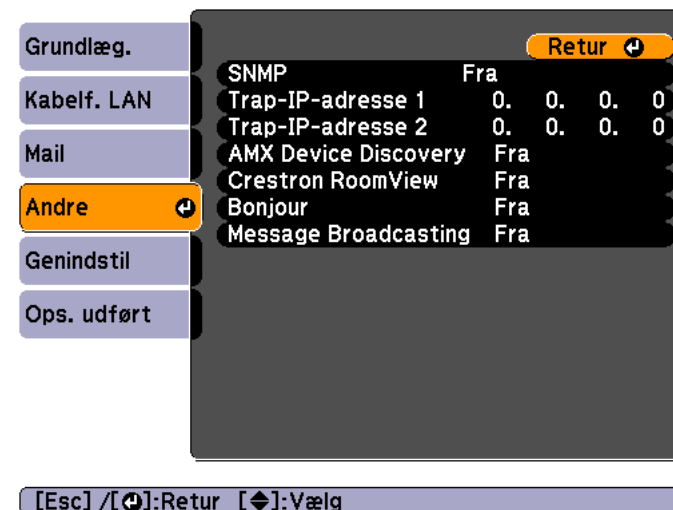 Grundlæg.
Kabelf. LAN
Mail
Andre
Genindstil
Ops. udført
Retur
SNMP Fra
Trap-IP-adresse 1 0. 0. 0. 0
Trap-IP-adresse 2 0. 0. 0. 0
AMX Device Discovery Fra
Crestron RoomView Fra
Bonjour Fra
Message Broadcasting Fra
[Esc] /[⏎]:Retur [◆]:Vælg